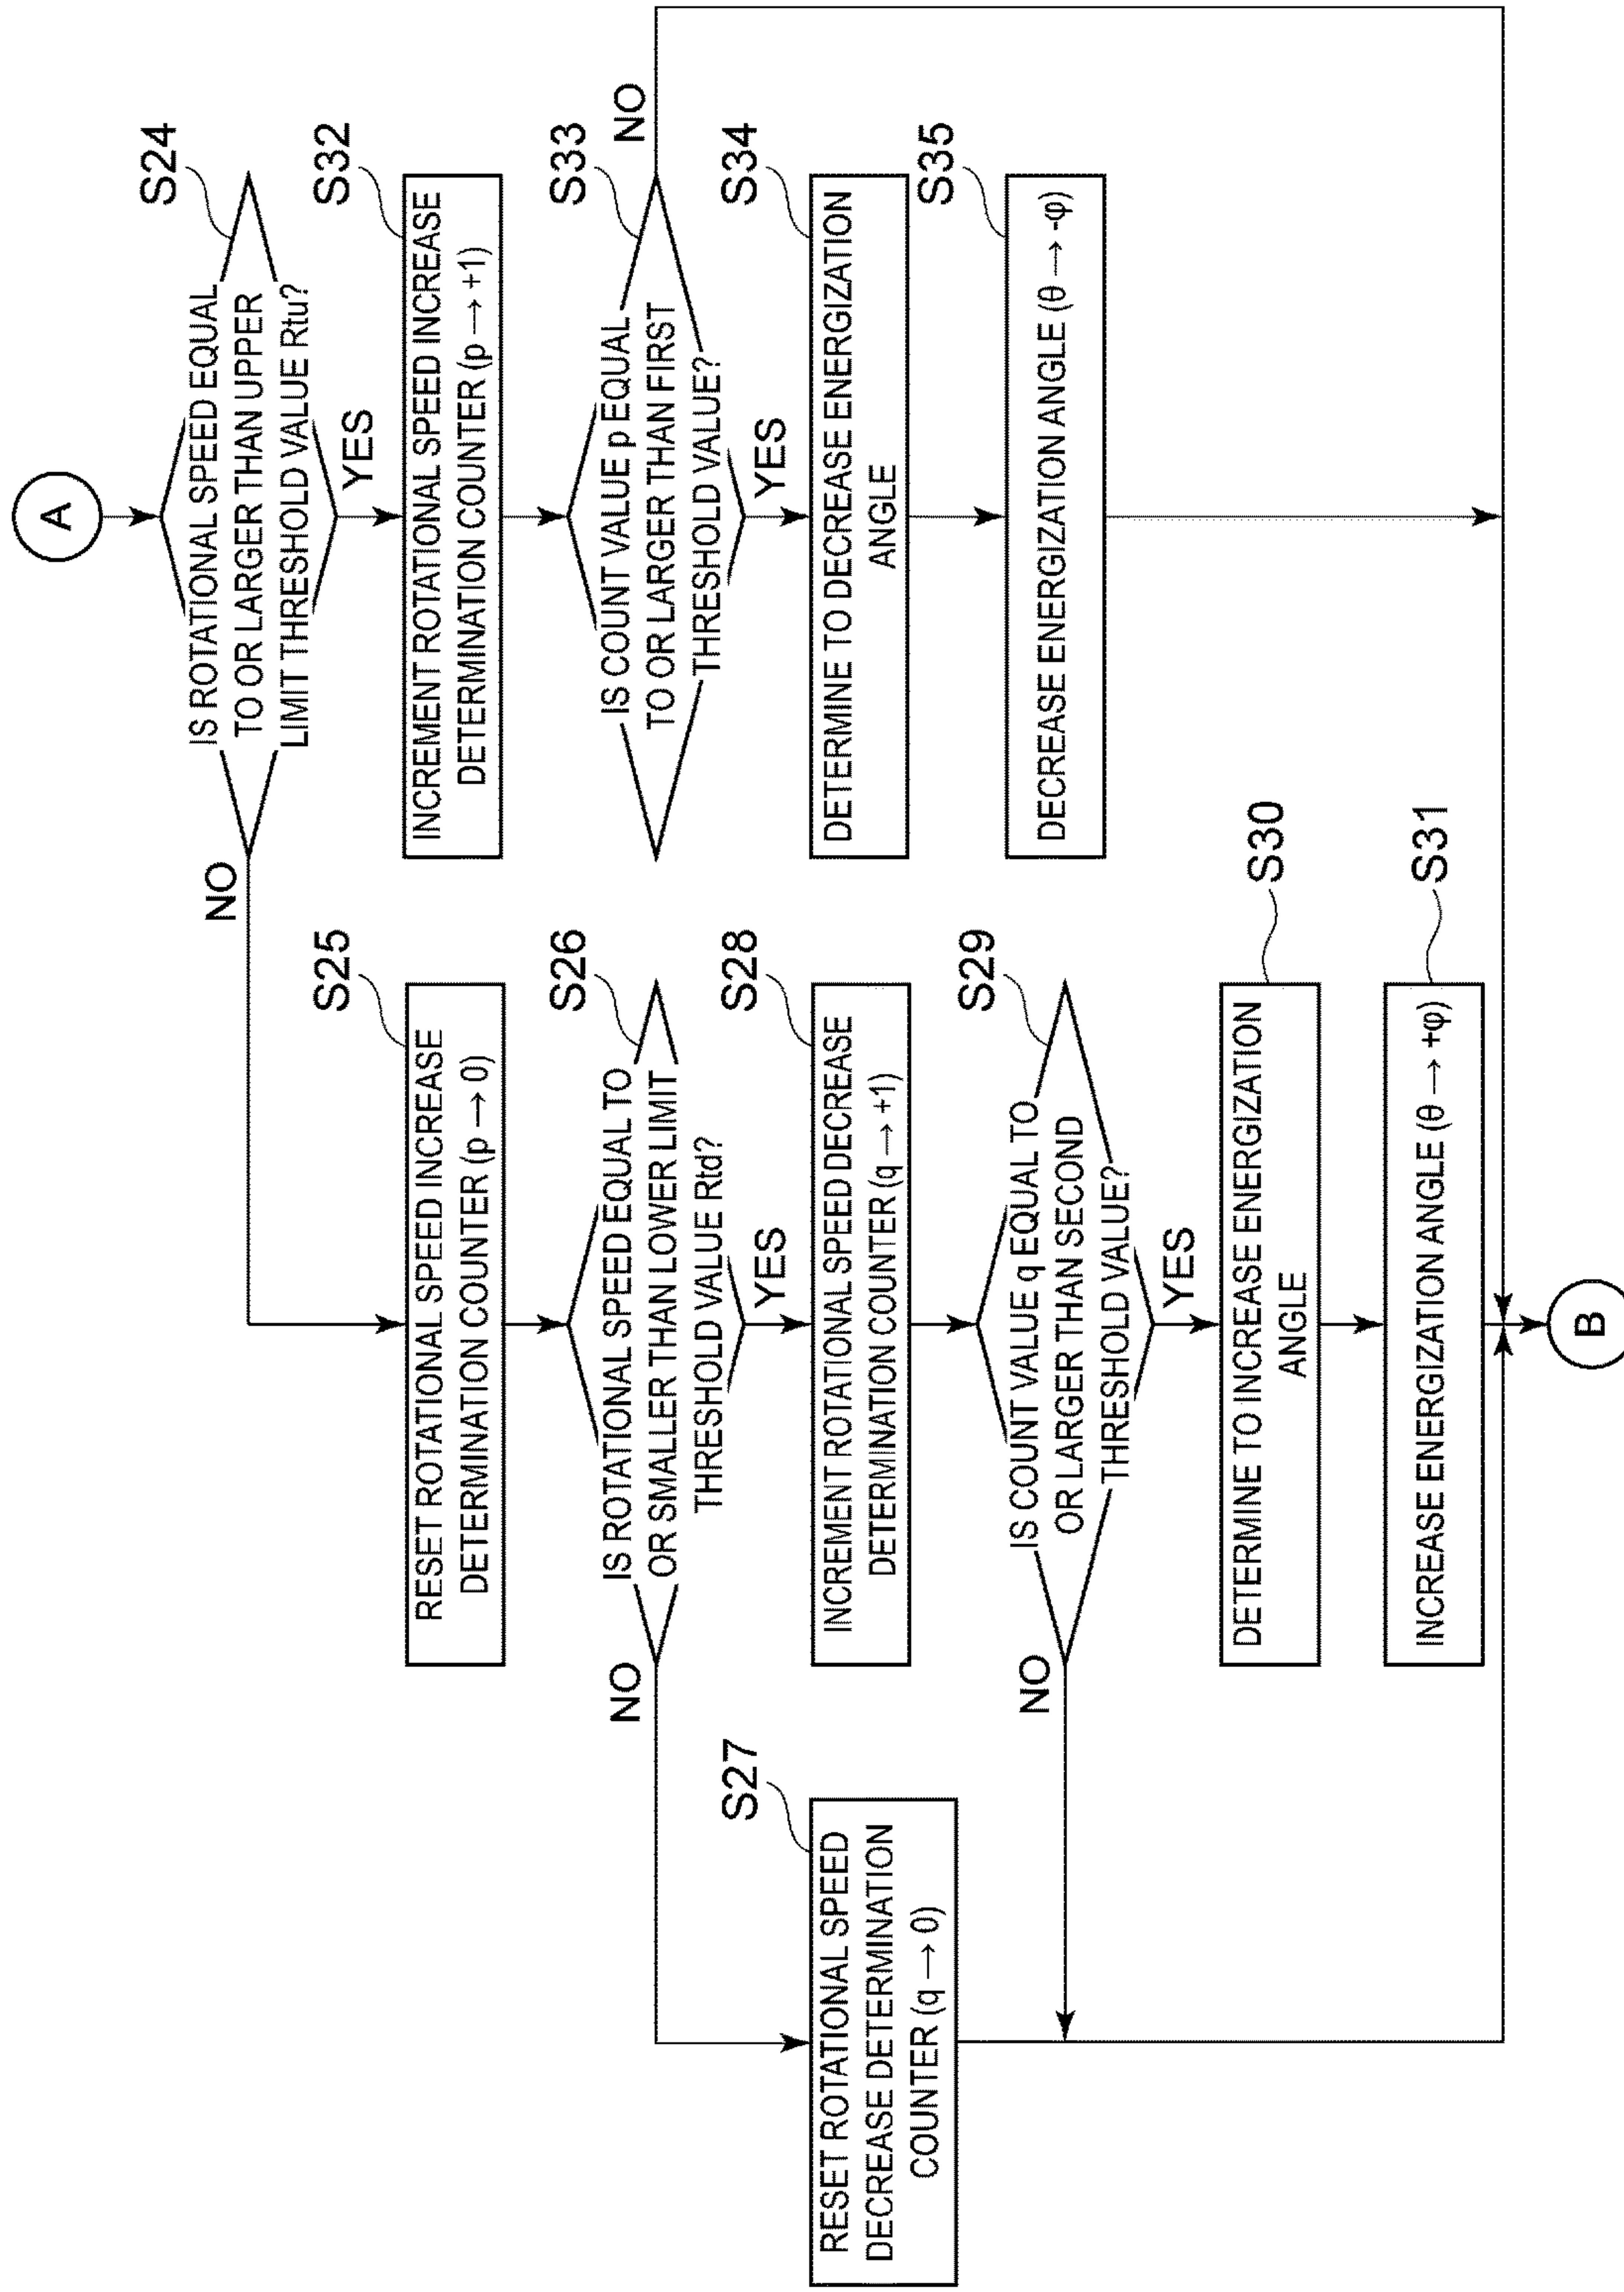 A
S24
IS ROTATIONAL SPEED EQUAL
TO OR LARGER THAN UPPER
LIMIT THRESHOLD VALUE Rtu?
NO
YES
S25
RESET ROTATIONAL SPEED INCREASE
DETERMINATION COUNTER (p → 0)
S32
INCREMENT ROTATIONAL SPEED INCREASE
DETERMINATION COUNTER (p → +1)
S26
IS ROTATIONAL SPEED EQUAL TO
OR SMALLER THAN LOWER LIMIT
THRESHOLD VALUE Rtd?
NO
YES
S33
IS COUNT VALUE p EQUAL
TO OR LARGER THAN FIRST
THRESHOLD VALUE?
NO
YES
S27
RESET ROTATIONAL SPEED
DECREASE DETERMINATION
COUNTER (q → 0)
S28
INCREMENT ROTATIONAL SPEED DECREASE
DETERMINATION COUNTER (q → +1)
S34
DETERMINE TO DECREASE ENERGIZATION
ANGLE
S29
IS COUNT VALUE q EQUAL TO
OR LARGER THAN SECOND
THRESHOLD VALUE?
NO
YES
S35
DECREASE ENERGIZATION ANGLE (θ → -φ)
S30
DETERMINE TO INCREASE ENERGIZATION
ANGLE
S31
INCREASE ENERGIZATION ANGLE (θ → +φ)
B